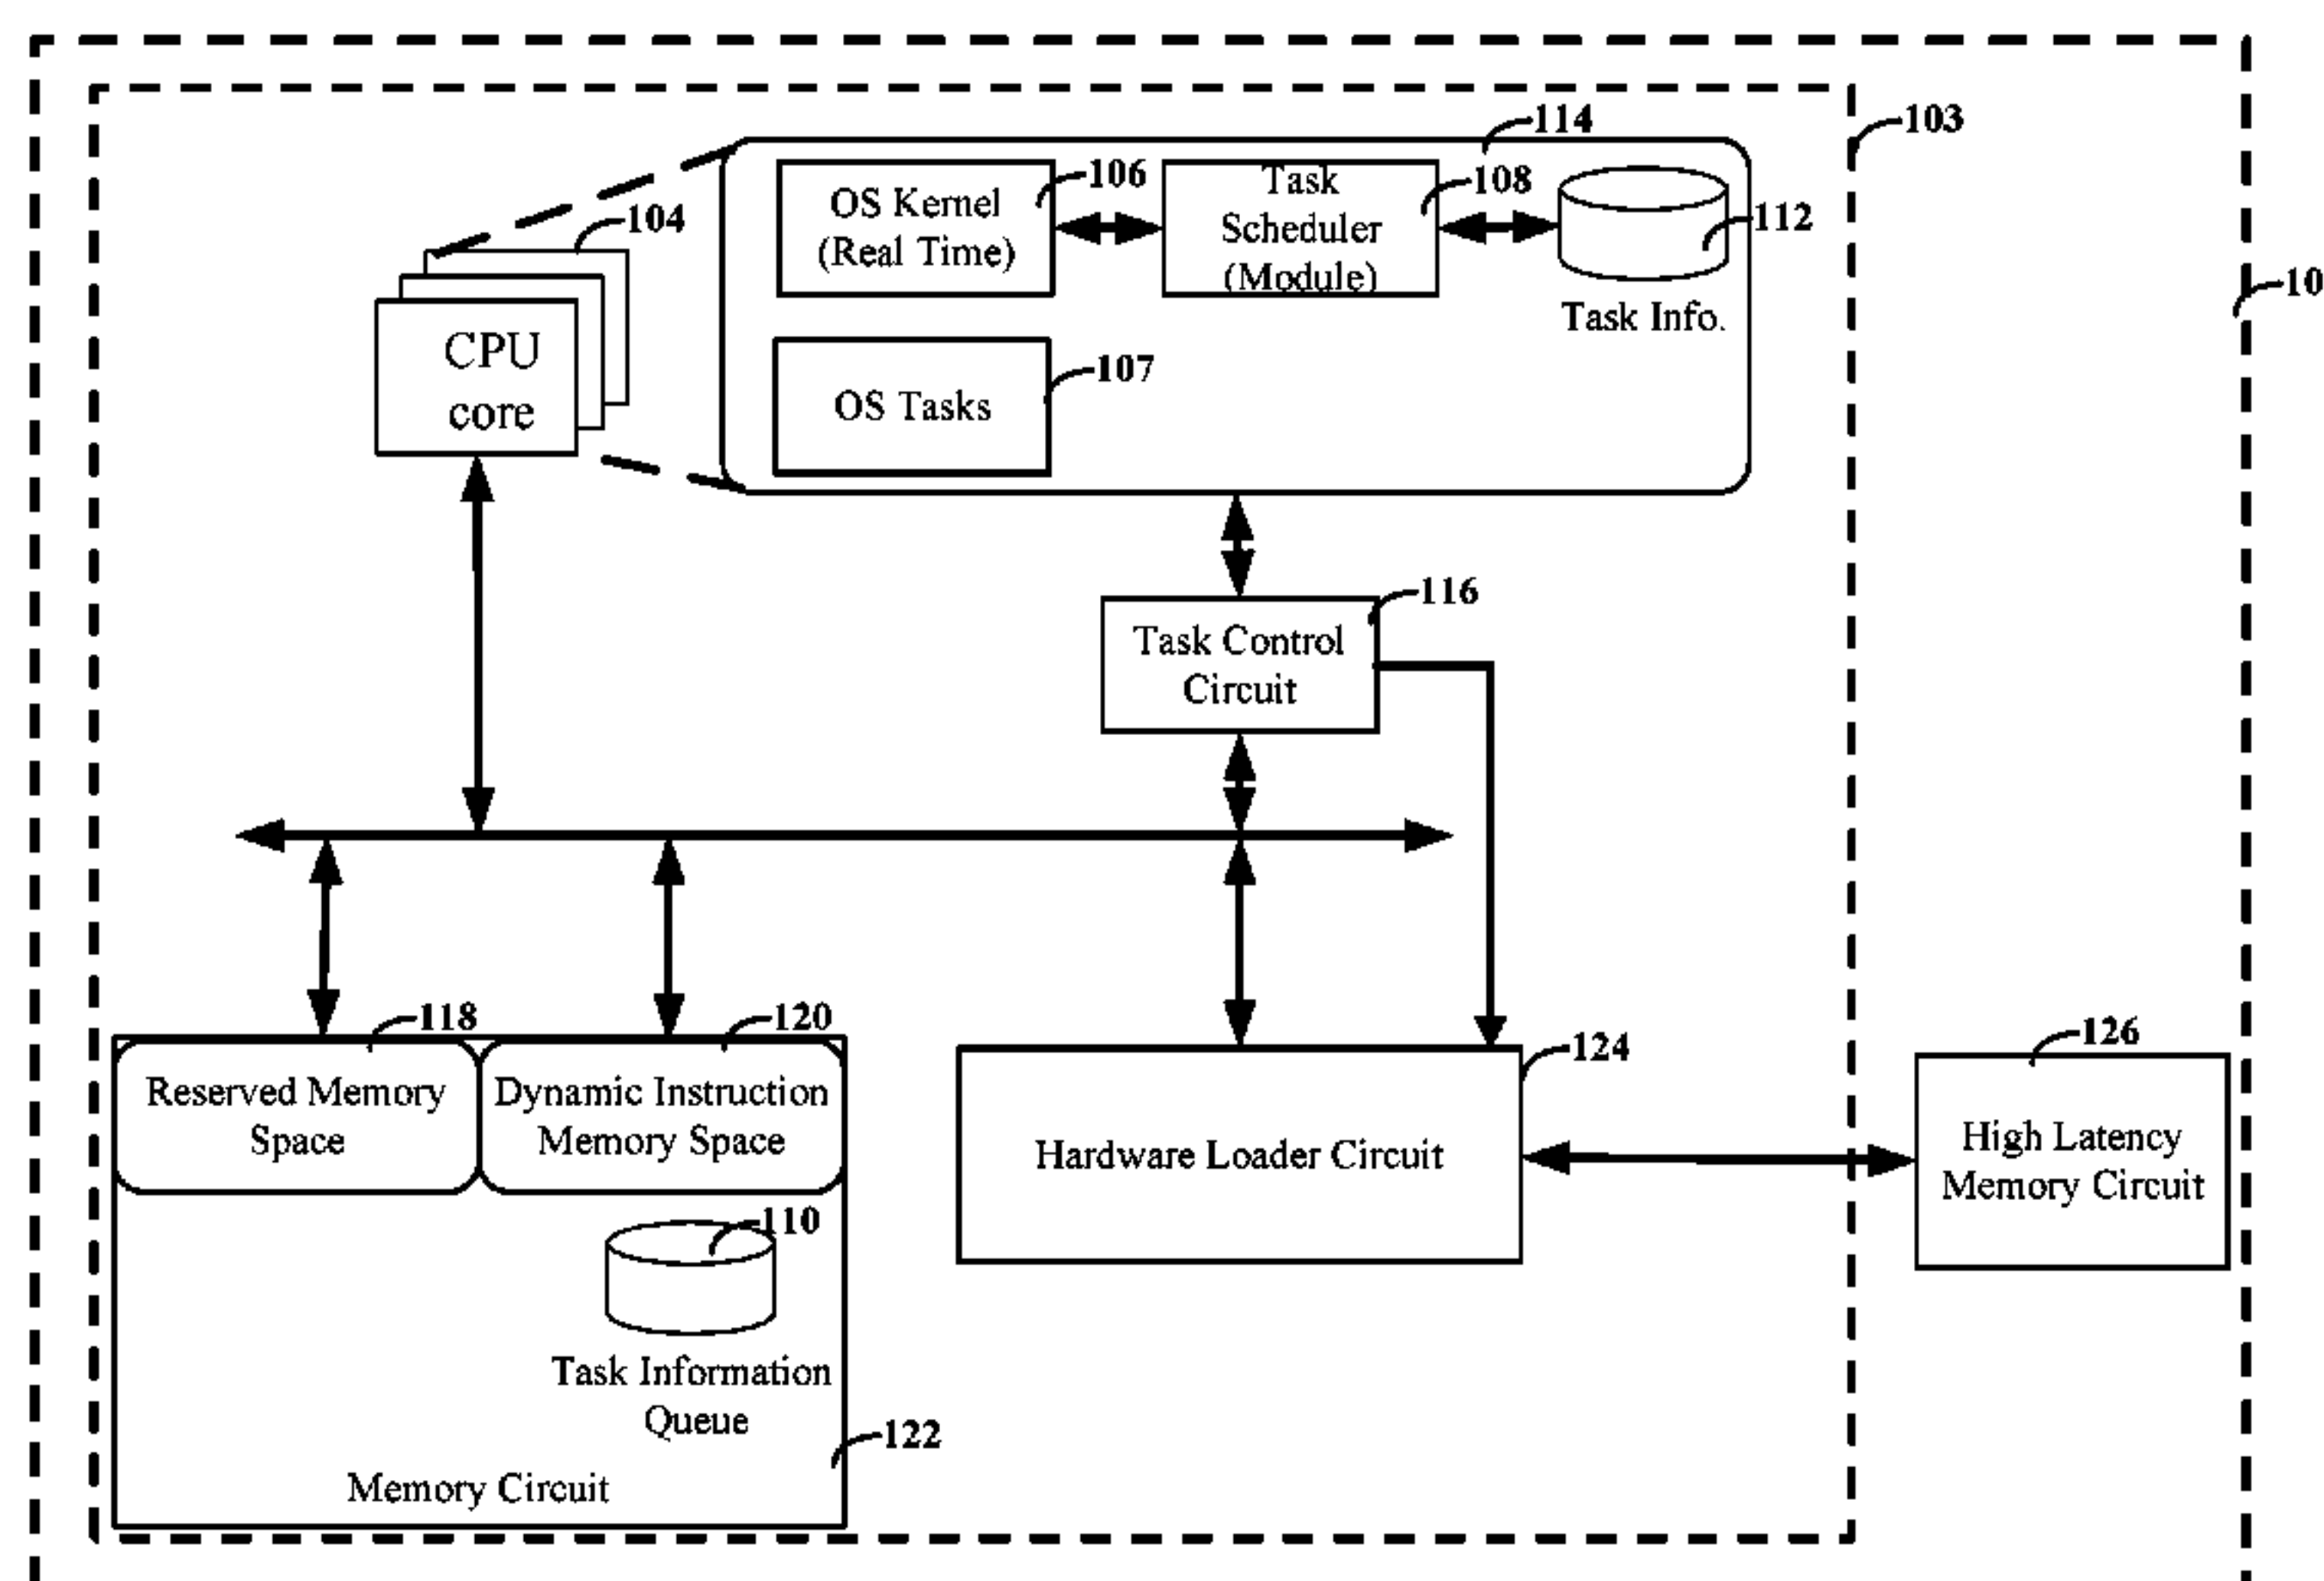 114
103
OS Kernel
(Real Time)
106
Task
Scheduler
(Module)
108
112
Task Info.
104
CPU
core
10
OS Tasks
107
116
Task Control
Circuit
118
Reserved Memory
Space
120
Dynamic Instruction
Memory Space
124
Hardware Loader Circuit
126
High Latency
Memory Circuit
110
Task Information
Queue
122
Memory Circuit